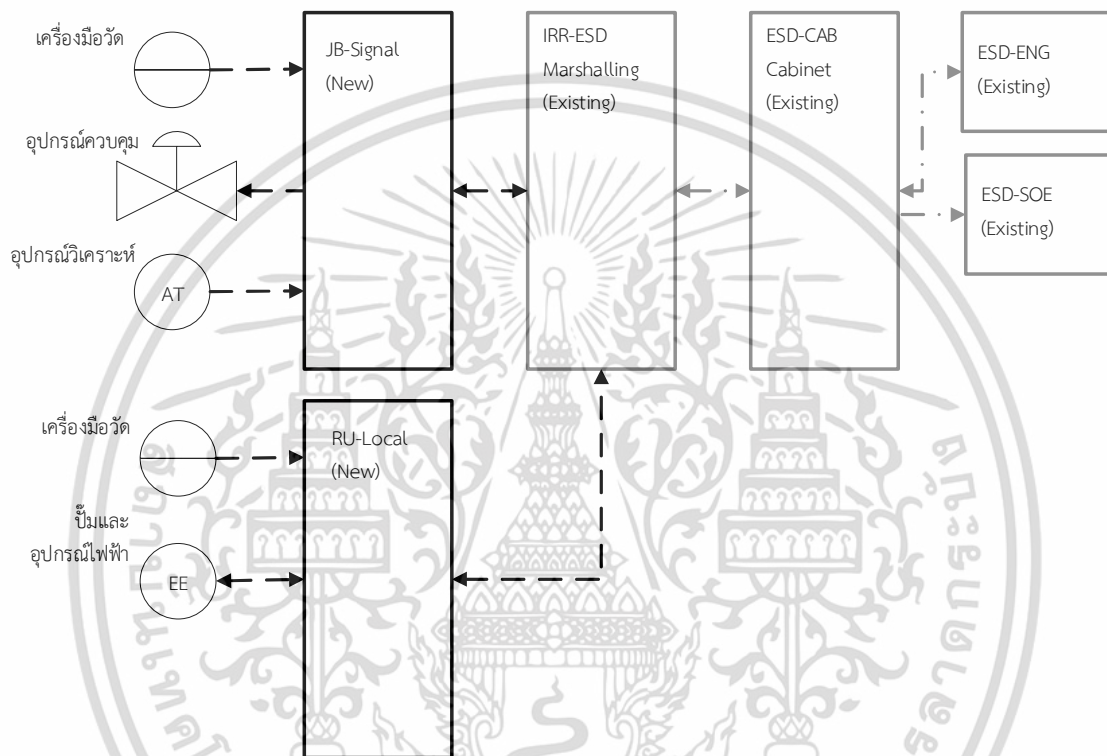 เครื่องมือวัด
อุปกรณ์ควบคุม
อุปกรณ์วิเคราะห์
AT
JB-Signal
(New)
IRR-ESD
Marshalling
(Existing)
ESD-CAB
Cabinet
(Existing)
ESD-ENG
(Existing)
ESD-SOE
(Existing)
เครื่องมือวัด
ปั๊มและ
อุปกรณ์ไฟฟ้า
EE
RU-Local
(New)